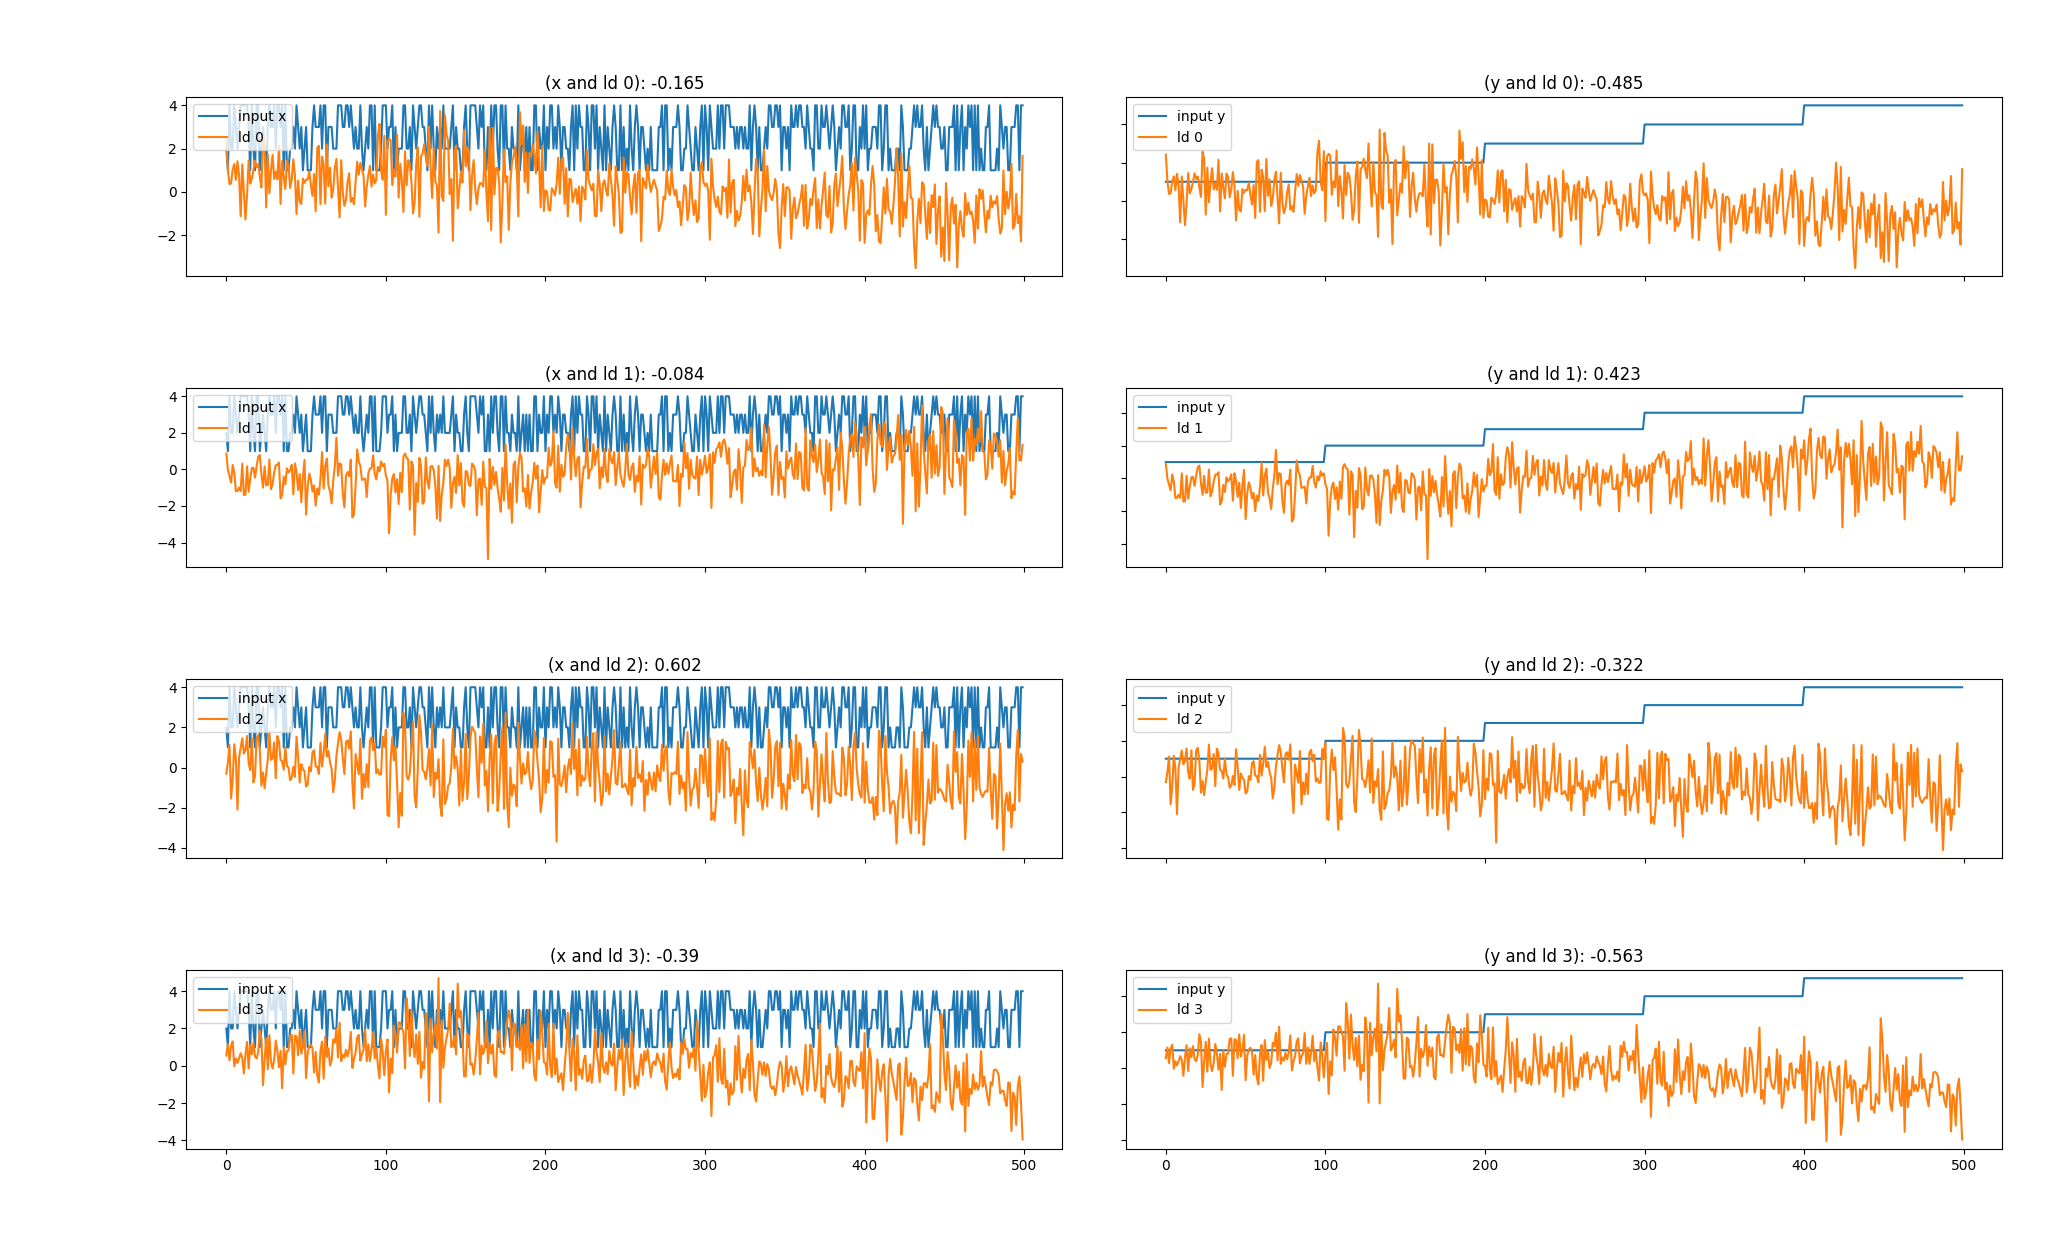 (x and ld 0): -0.165
(y and ld 0): -0.485
4
2
0
−2
input x
ld 0
input y
ld 0
(x and ld 1): -0.084
(y and ld 1): 0.423
4
2
0
−2
−4
input x
ld 1
input y
ld 1
(x and ld 2): 0.602
(y and ld 2): -0.322
4
2
0
−2
−4
input x
ld 2
input y
ld 2
(x and ld 3): -0.39
(y and ld 3): -0.563
4
2
0
−2
−4
input x
ld 3
input y
ld 3
0 100 200 300 400 500
0 100 200 300 400 500